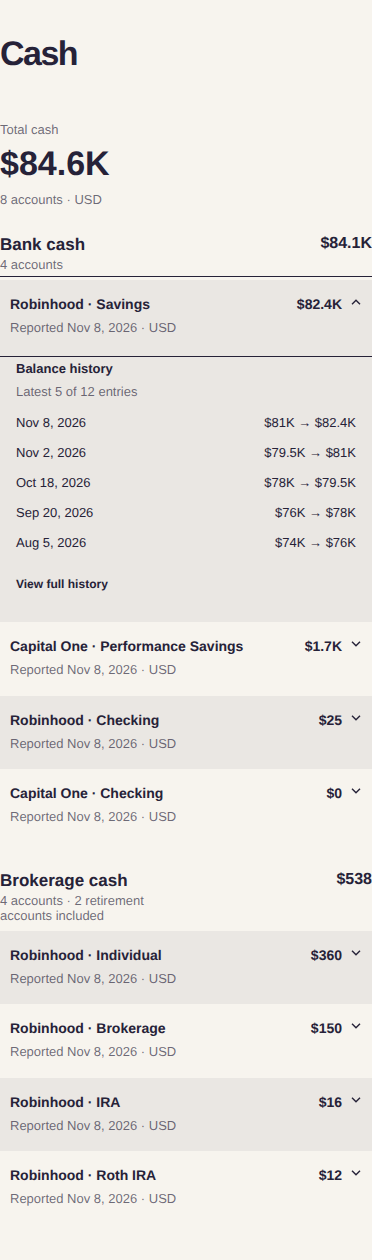 Cash
Total cash
$84.6K
8 accounts · USD
Bank cash $84.1K
4 accounts
Robinhood · Savings $82.4K
Reported Nov 8, 2026 · USD
Balance history
Latest 5 of 12 entries
Nov 8, 2026 $81K → $82.4K
Nov 2, 2026 $79.5K → $81K
Oct 18, 2026 $78K → $79.5K
Sep 20, 2026 $76K → $78K
Aug 5, 2026 $74K → $76K
View full history
Capital One · Performance Savings $1.7K
Reported Nov 8, 2026 · USD
Robinhood · Checking $25
Reported Nov 8, 2026 · USD
Capital One · Checking $0
Reported Nov 8, 2026 · USD
Brokerage cash $538
4 accounts · 2 retirement
accounts included
Robinhood · Individual $360
Reported Nov 8, 2026 · USD
Robinhood · Brokerage $150
Reported Nov 8, 2026 · USD
Robinhood · IRA $16
Reported Nov 8, 2026 · USD
Robinhood · Roth IRA $12
Reported Nov 8, 2026 · USD